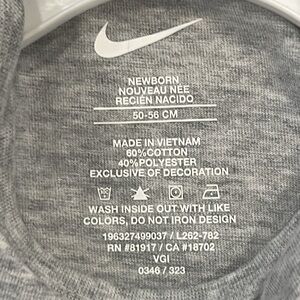 NEWBORN
NOUVEAU NÉE
RECIÉN NACIDO
50-56 CM
MADE IN VIETNAM
60%COTTON
40%POLYESTER
EXCLUSIVE OF DECORATION
WASH INSIDE OUT WITH LIKE
COLORS, DO NOT IRON DESIGN
196327499037 / L262-782
RN #81917 / CA #18702
VGI
0346 / 323